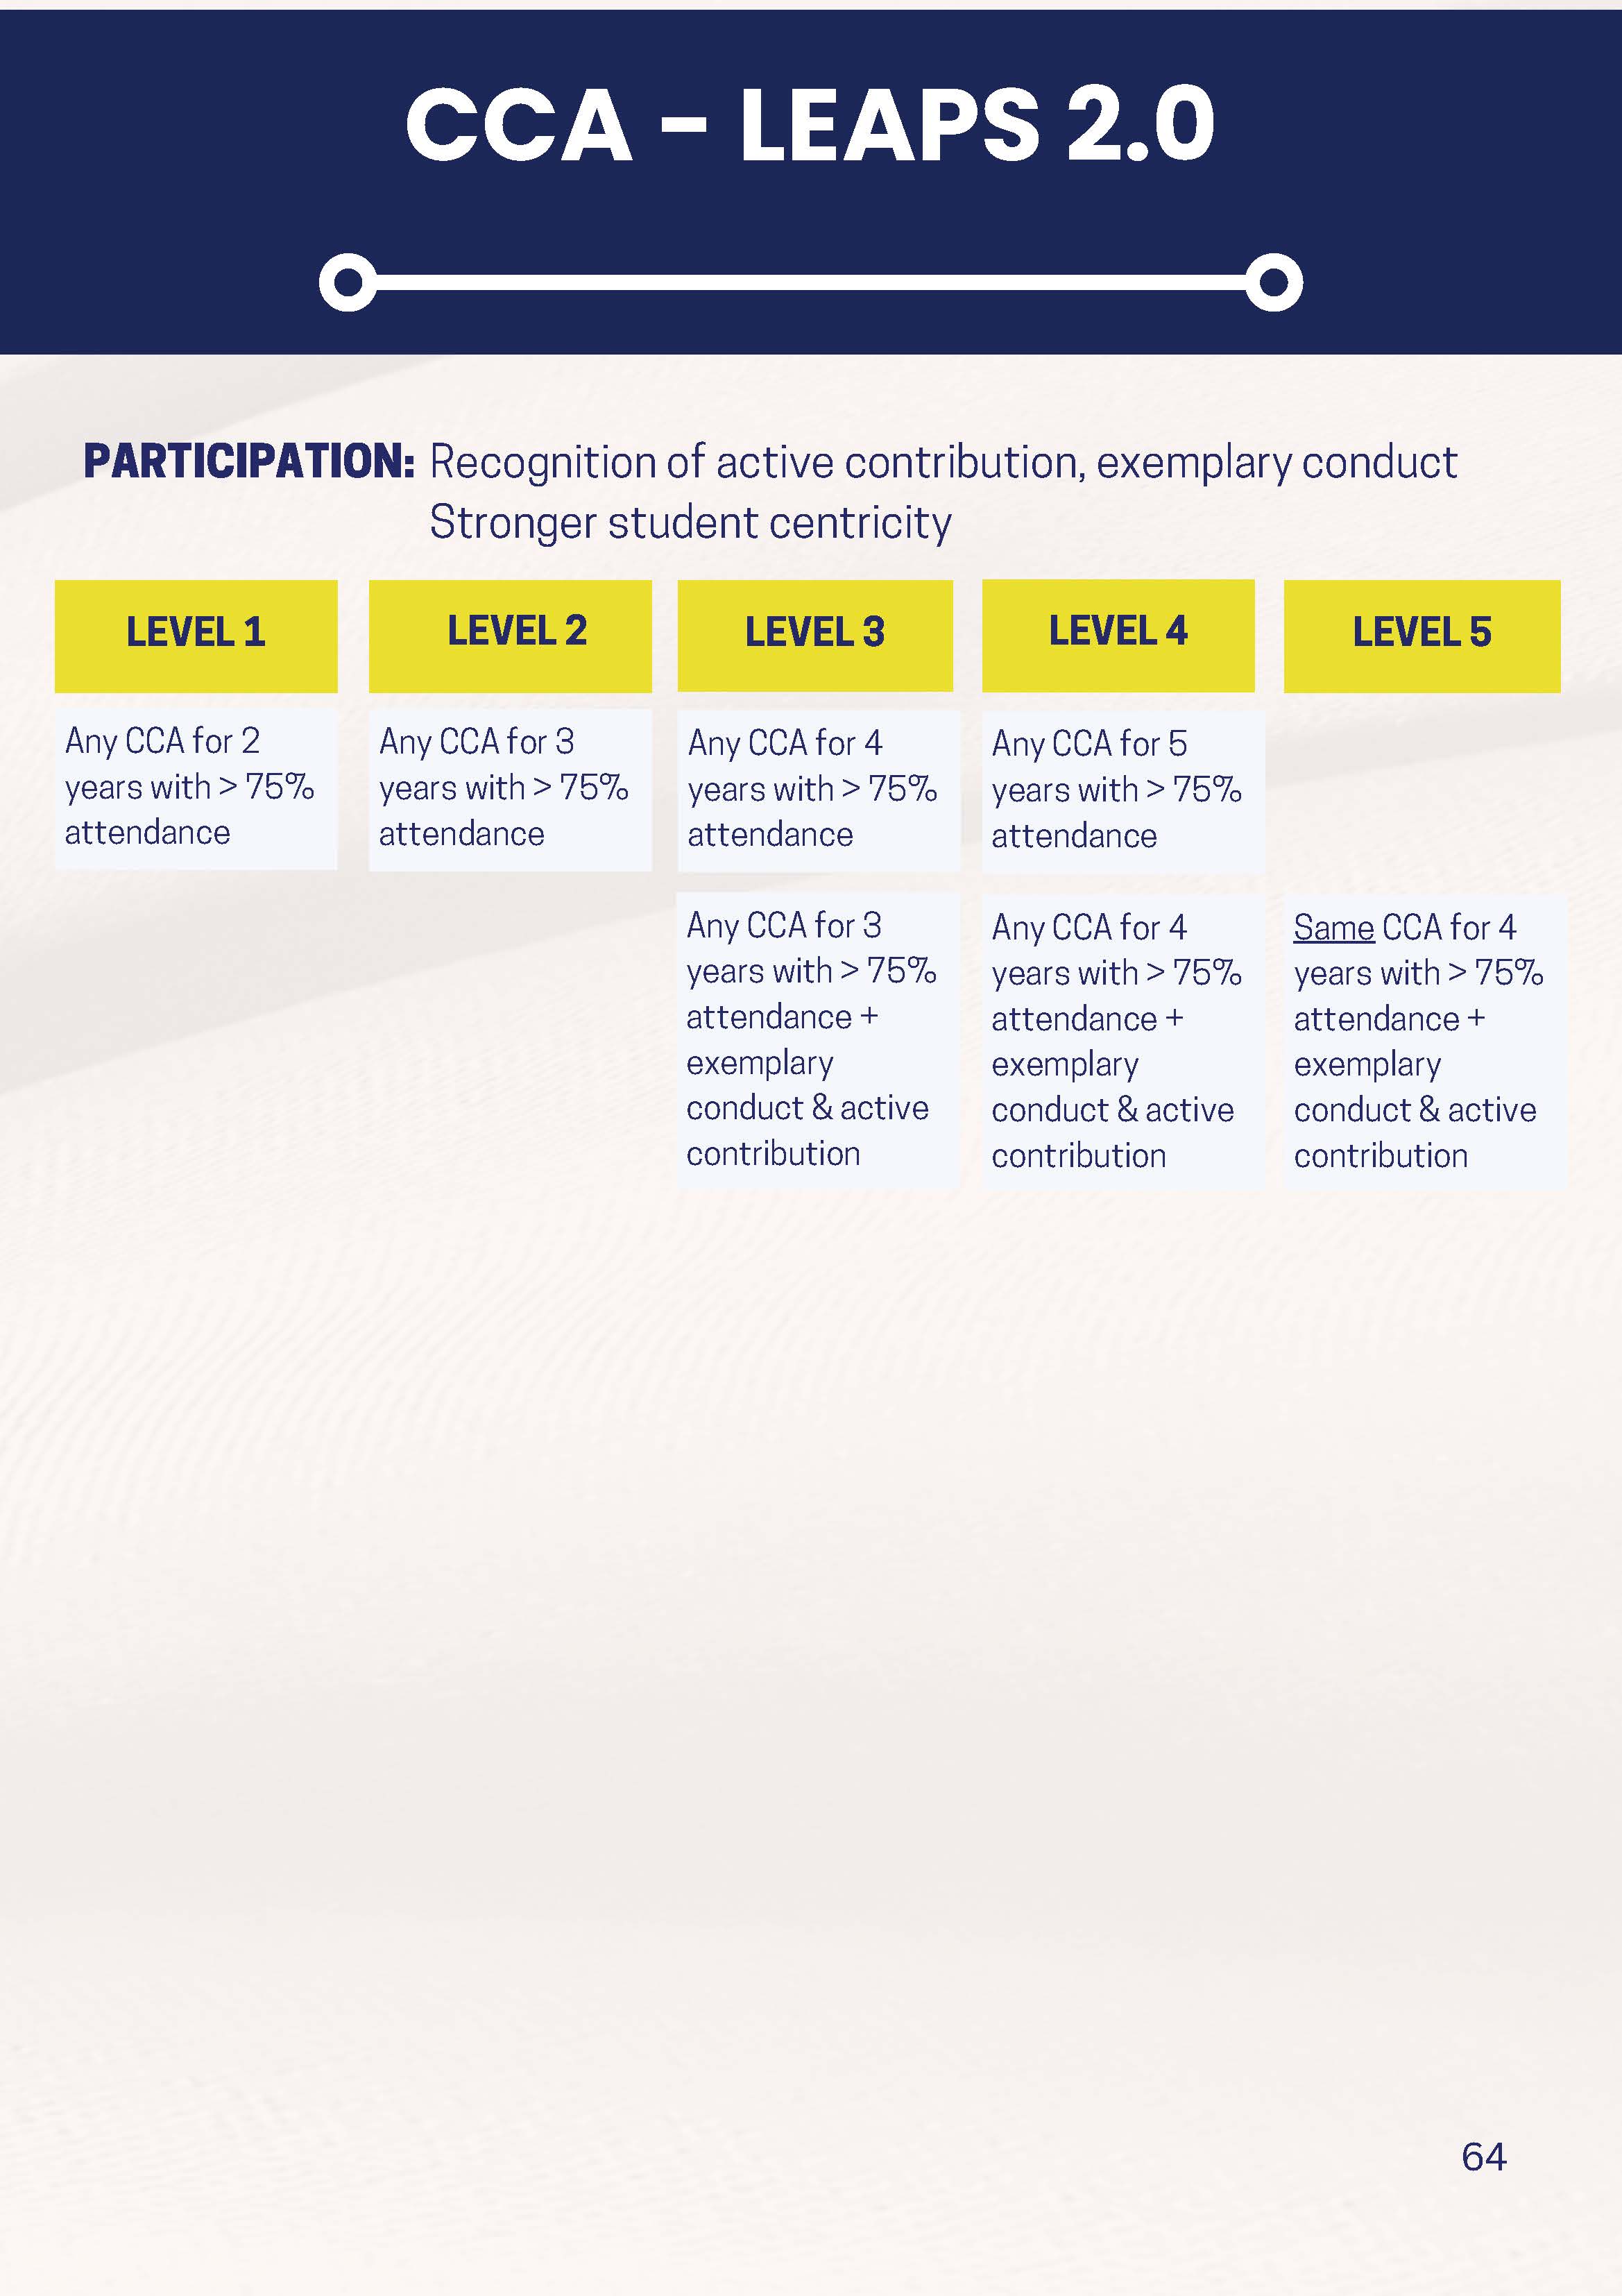 CCA - LEAPS 2.0
PARTICIPATION: Recognition of active contribution, exemplary conduct
Stronger student centricity
LEVEL 1
LEVEL 2
LEVEL 3
LEVEL 4
LEVEL 5
Any CCA for 2
years with > 75%
attendance
Any CCA for 3
years with > 75%
attendance
Any CCA for 4
years with > 75%
attendance
Any CCA for 5
years with > 75%
attendance
Any CCA for 3
years with > 75%
attendance +
exemplary
conduct & active
contribution
Any CCA for 4
years with > 75%
attendance +
exemplary
conduct & active
contribution
Same CCA for 4
years with > 75%
attendance +
exemplary
conduct & active
contribution
64